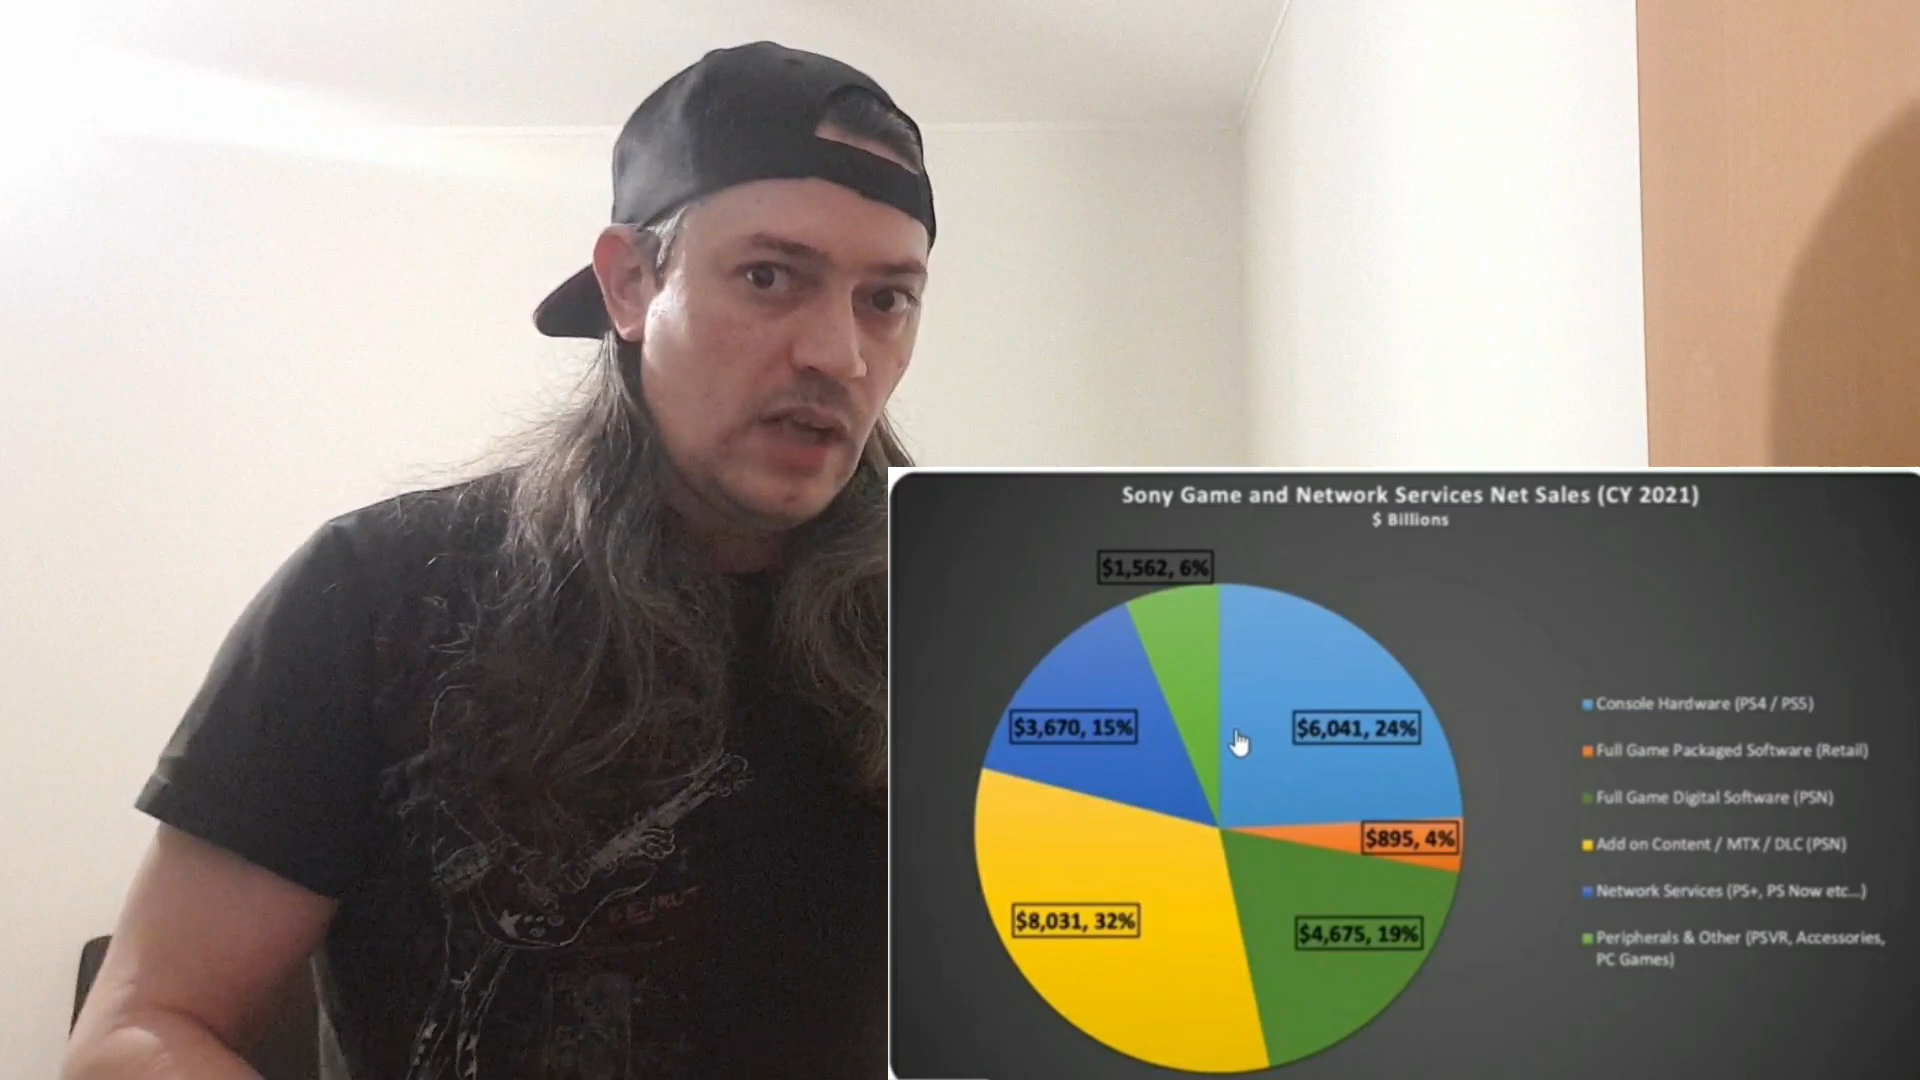 Sony Game and Network Services Net Sales (CY 2021)
$ Billions
$1,562, 6%
$3,670, 15%
$6,041, 24%
$895, 4%
$8,031, 32%
$4,675, 19%
Console Hardware (PS4 / PS5)
Full Game Packaged Software (Retail)
Full Game Digital Software (PSN)
Add on Content / MTX / DLC (PSN)
Network Services (PS+, PS Now etc...)
Peripherals & Other (PSVR, Accessories,
PC Games)